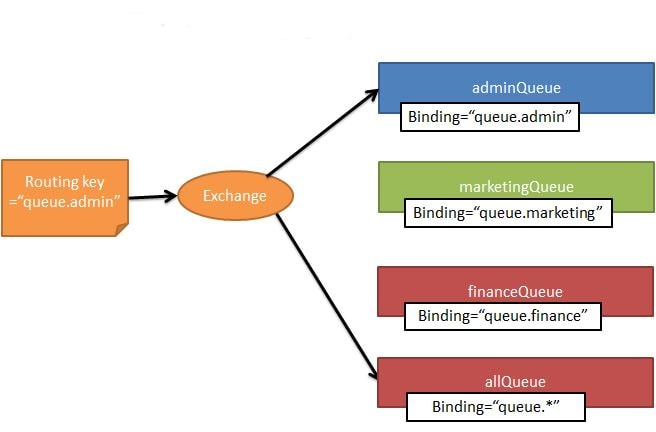 adminQueue
Binding=“queue.admin”
Routing key
=“queue.admin”
Exchange
marketingQueue
Binding=“queue.marketing”
financeQueue
Binding=“queue.finance”
allQueue
Binding=“queue.*”